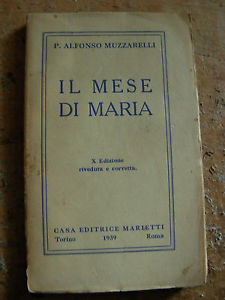 P. ALFONSO MUZZARELLI
IL MESE
DI MARIA
X Edizione
riveduta e corretta.
CASA EDITRICE MARIETTI
Torino 1939 Roma